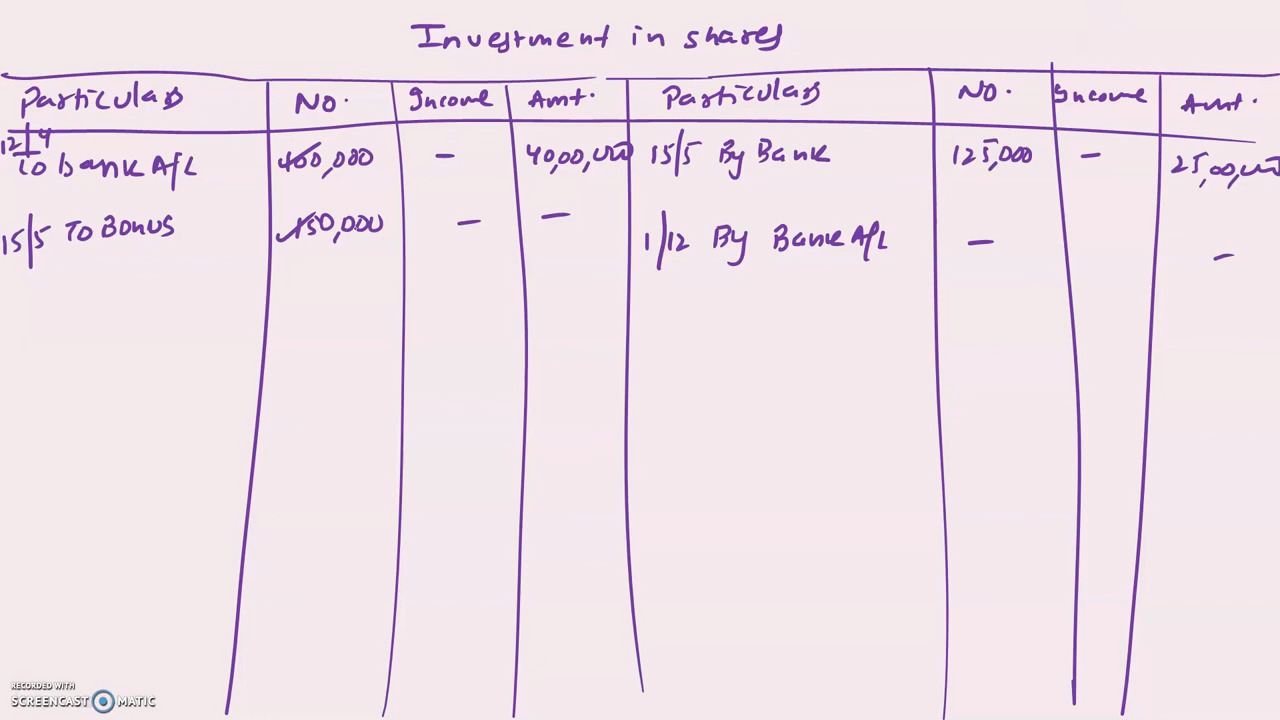 Investment in shares
Particulars No. Income Amt. Particulars No. Income Amt.
12/4 To bank A/c 400,000 - 40,00,000 15/5 By Bank 125,000 - 25,00,000
15/5 To Bonus 150,000 - - 1/12 By Bank A/c - -
RECORDED WITH
SCREENCAST MATIC